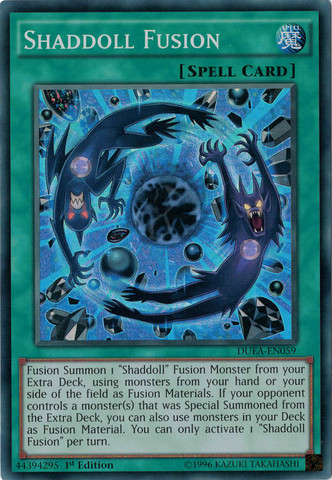 Shaddoll Fusion
魔
[Spell Card]
DUEA-EN059
Fusion Summon 1 "Shaddoll" Fusion Monster from your
Extra Deck, using monsters from your hand or your
side of the field as Fusion Materials. If your opponent
controls a monster(s) that was Special Summoned from
the Extra Deck, you can also use monsters in your Deck
as Fusion Material. You can only activate 1 "Shaddoll
Fusion" per turn.
44394295 1st Edition ©1996 KAZUKI TAKAHASHI